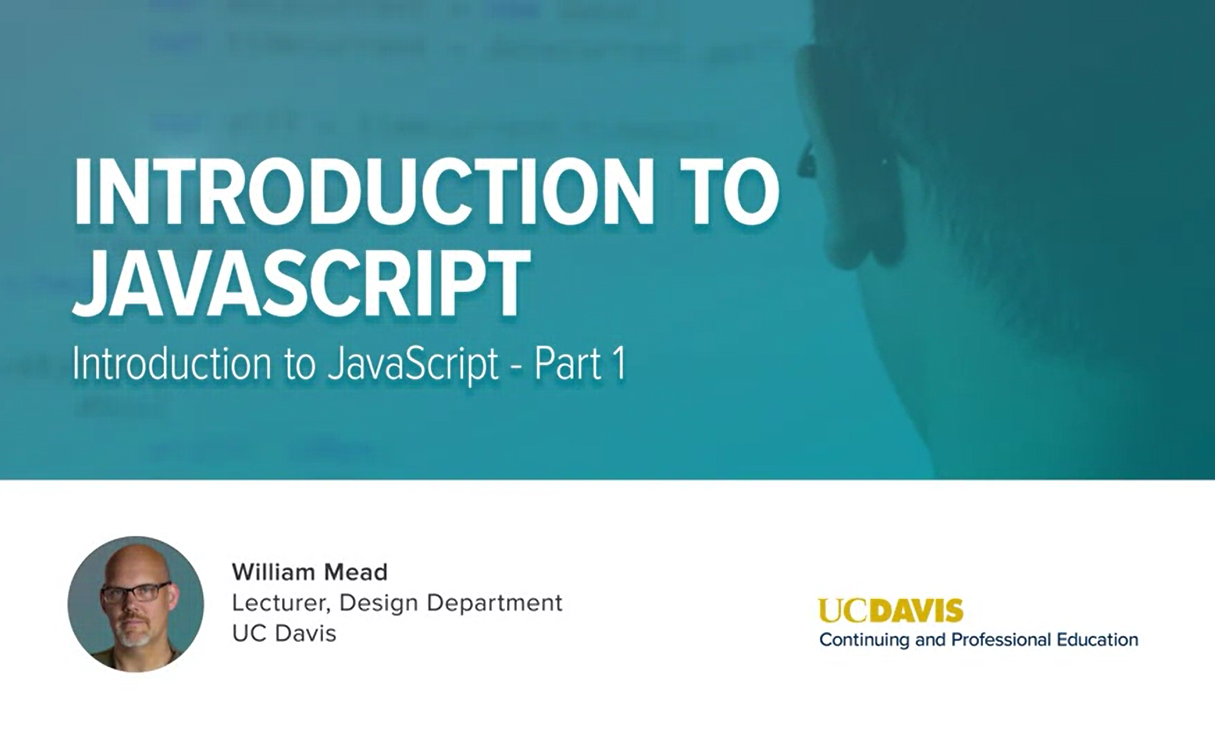 INTRODUCTION TO
JAVASCRIPT
Introduction to JavaScript - Part 1
William Mead
Lecturer, Design Department
UC Davis
UCDAVIS
Continuing and Professional Education